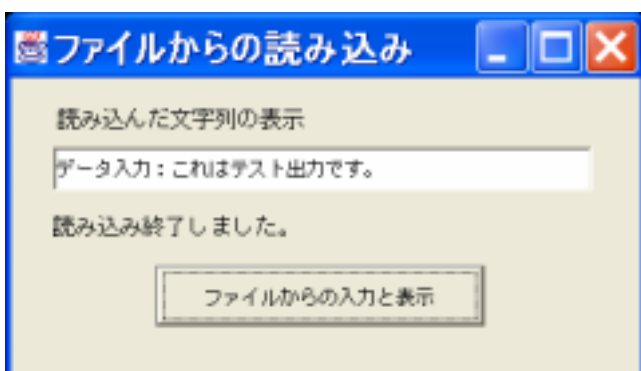 ファイルからの読み込み
読み込んだ文字列の表示
データ入力：これはテスト出力です。
読み込み終了しました。
ファイルからの入力と表示